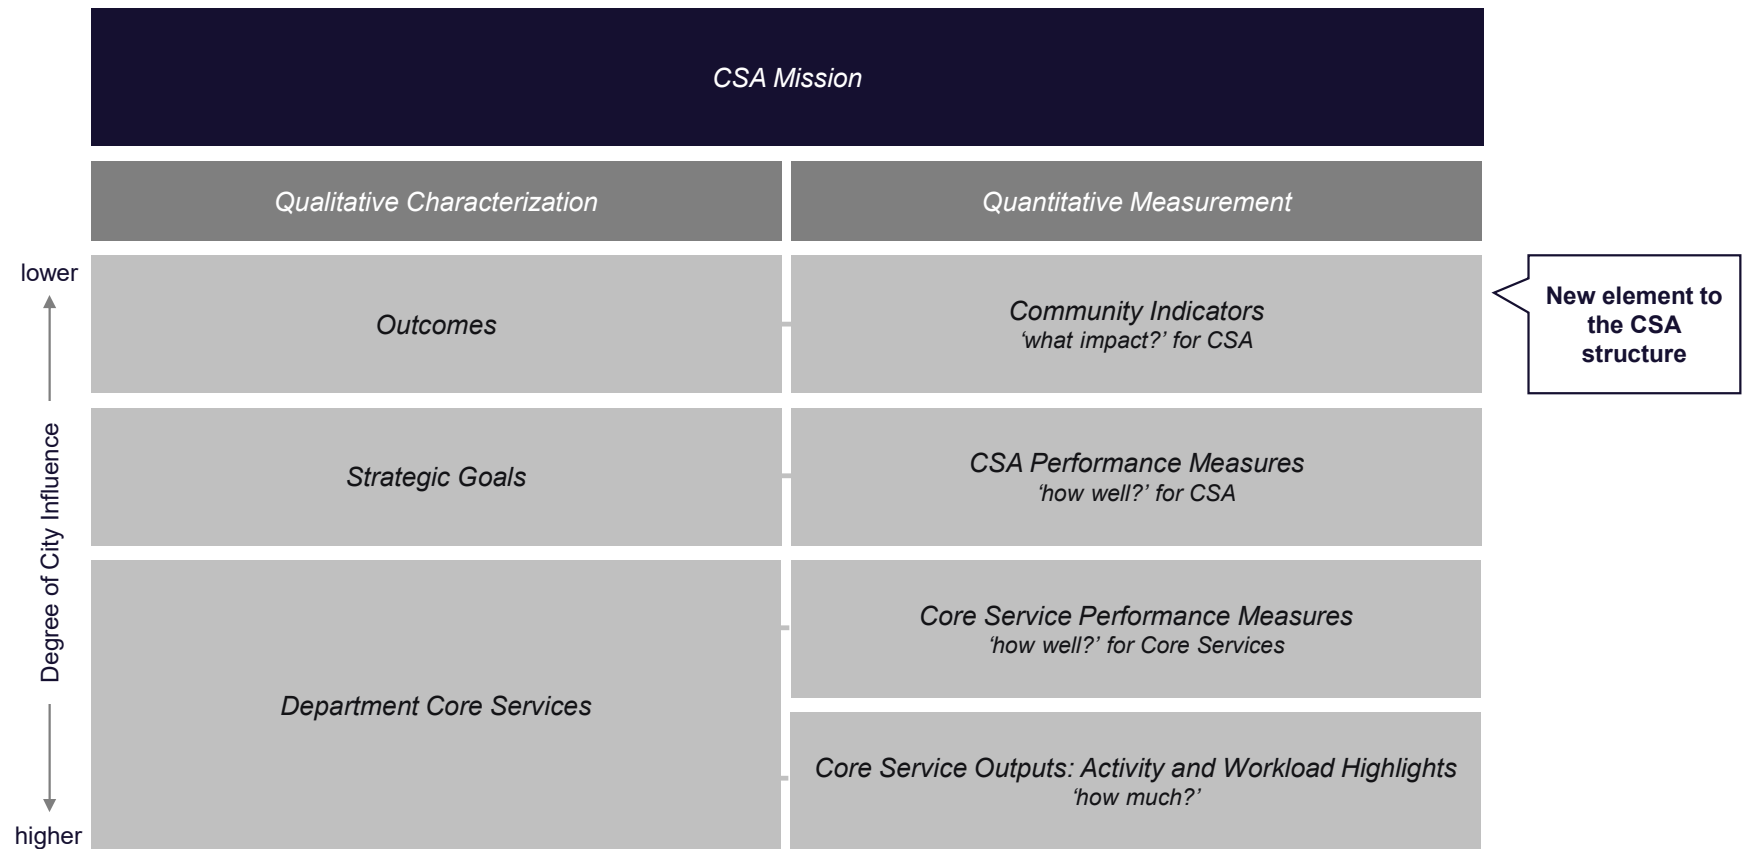 CSA Mission
Qualitative Characterization
Quantitative Measurement
lower
Degree of City Influence
higher
Outcomes
Community Indicators
‘what impact?’ for CSA
New element to
the CSA
structure
Strategic Goals
CSA Performance Measures
‘how well?’ for CSA
Department Core Services
Core Service Performance Measures
‘how well?’ for Core Services
Core Service Outputs: Activity and Workload Highlights
‘how much?’